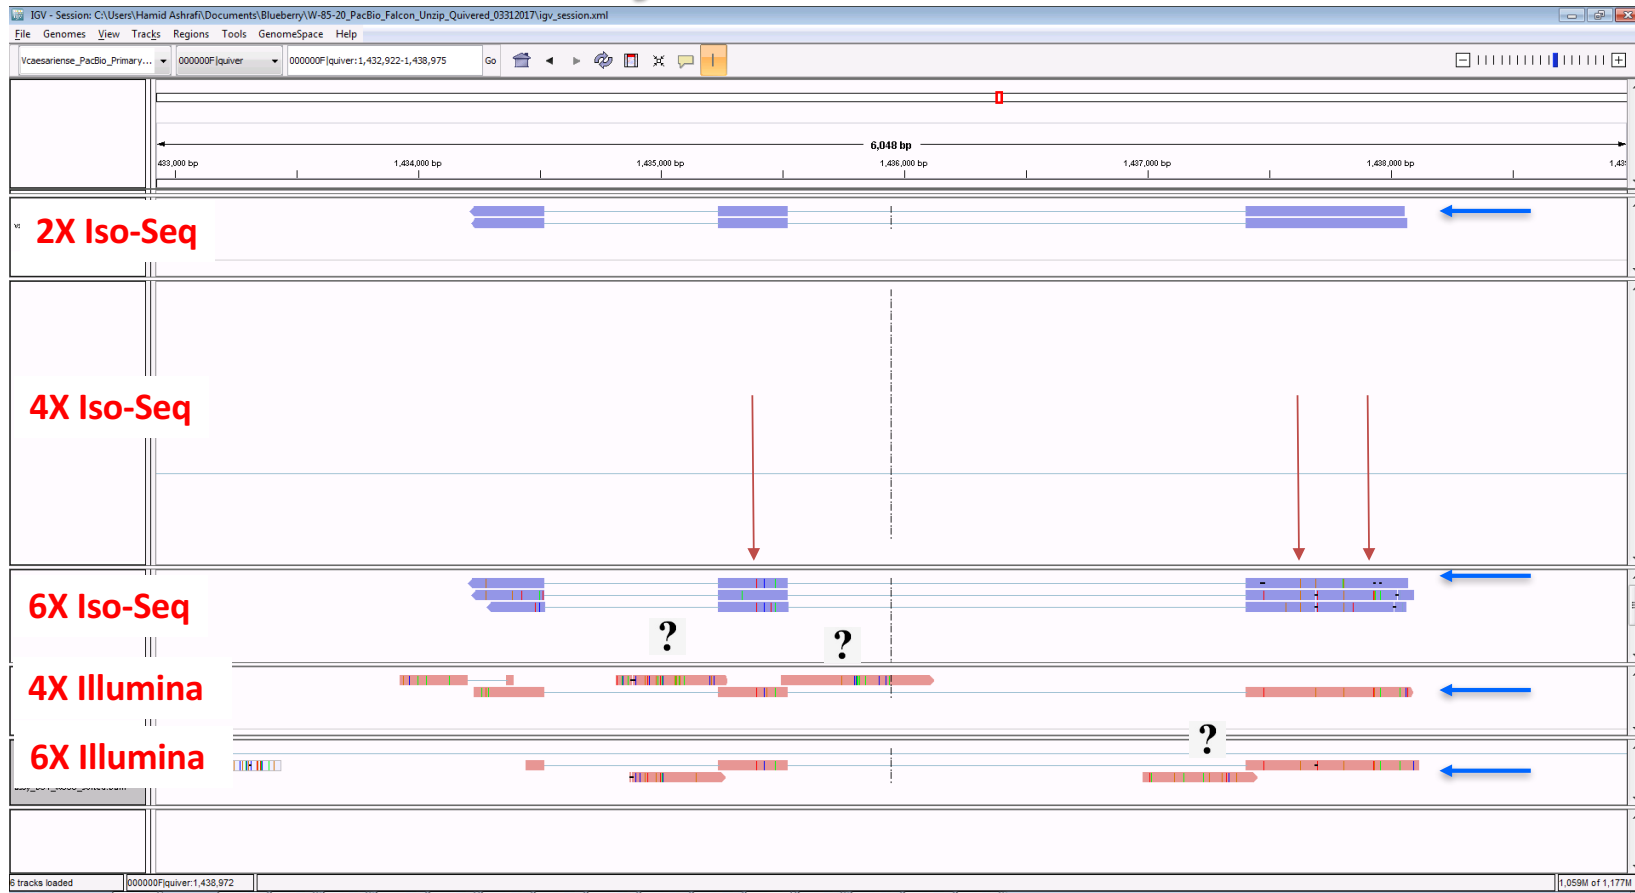 IGV - Session: C:\Users\Hamid Ashrafi\Documents\Blueberry\W-85-20_PacBio_Falcon_Unzip_Quivered_03312017\igv_session.xml
File Genomes View Tracks Regions Tools GenomeSpace Help
Vcaesariense_PacBio_Primary... 000000F|quiver 000000F|quiver:1,432,922-1,438,975 Go
6,048 bp
433,000 bp 1,434,000 bp 1,435,000 bp 1,436,000 bp 1,437,000 bp 1,438,000 bp 1,43
2X Iso-Seq
4X Iso-Seq
6X Iso-Seq
? ?
4X Illumina
?
6X Illumina
6 tracks loaded 000000F|quiver:1,438,972 1,059M of 1,177M